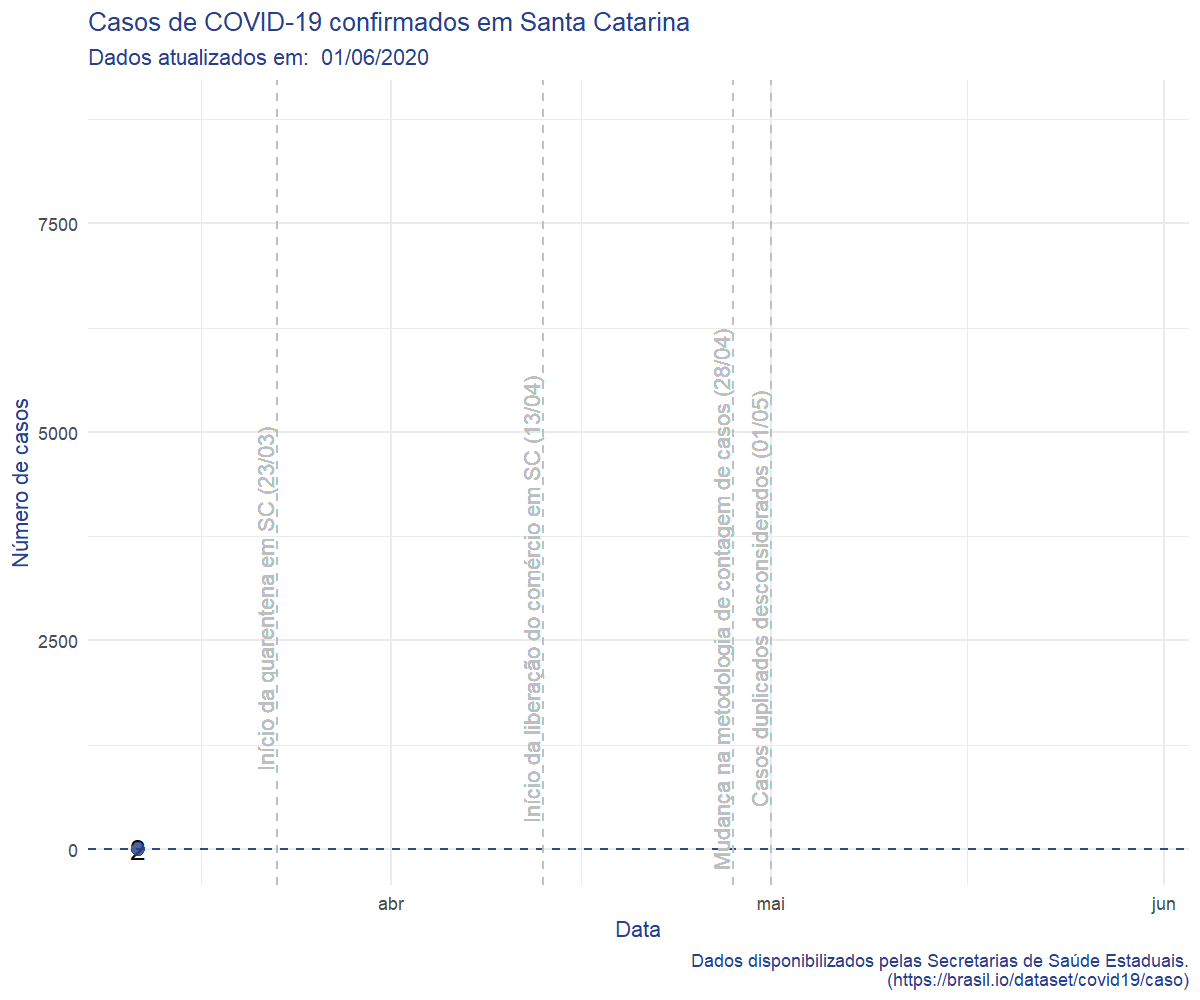 Casos de COVID-19 confirmados em Santa Catarina
Dados atualizados em:  01/06/2020
Número de casos
7500
5000
2500
0
Início da quarentena em SC (23/03)
Início da liberação do comércio em SC (13/04)
Mudança na metodologia de contagem de casos (28/04)
Casos duplicados desconsiderados (01/05)
2
abr
mai
jun
Data
Dados disponibilizados pelas Secretarias de Saúde Estaduais.
(https://brasil.io/dataset/covid19/caso)